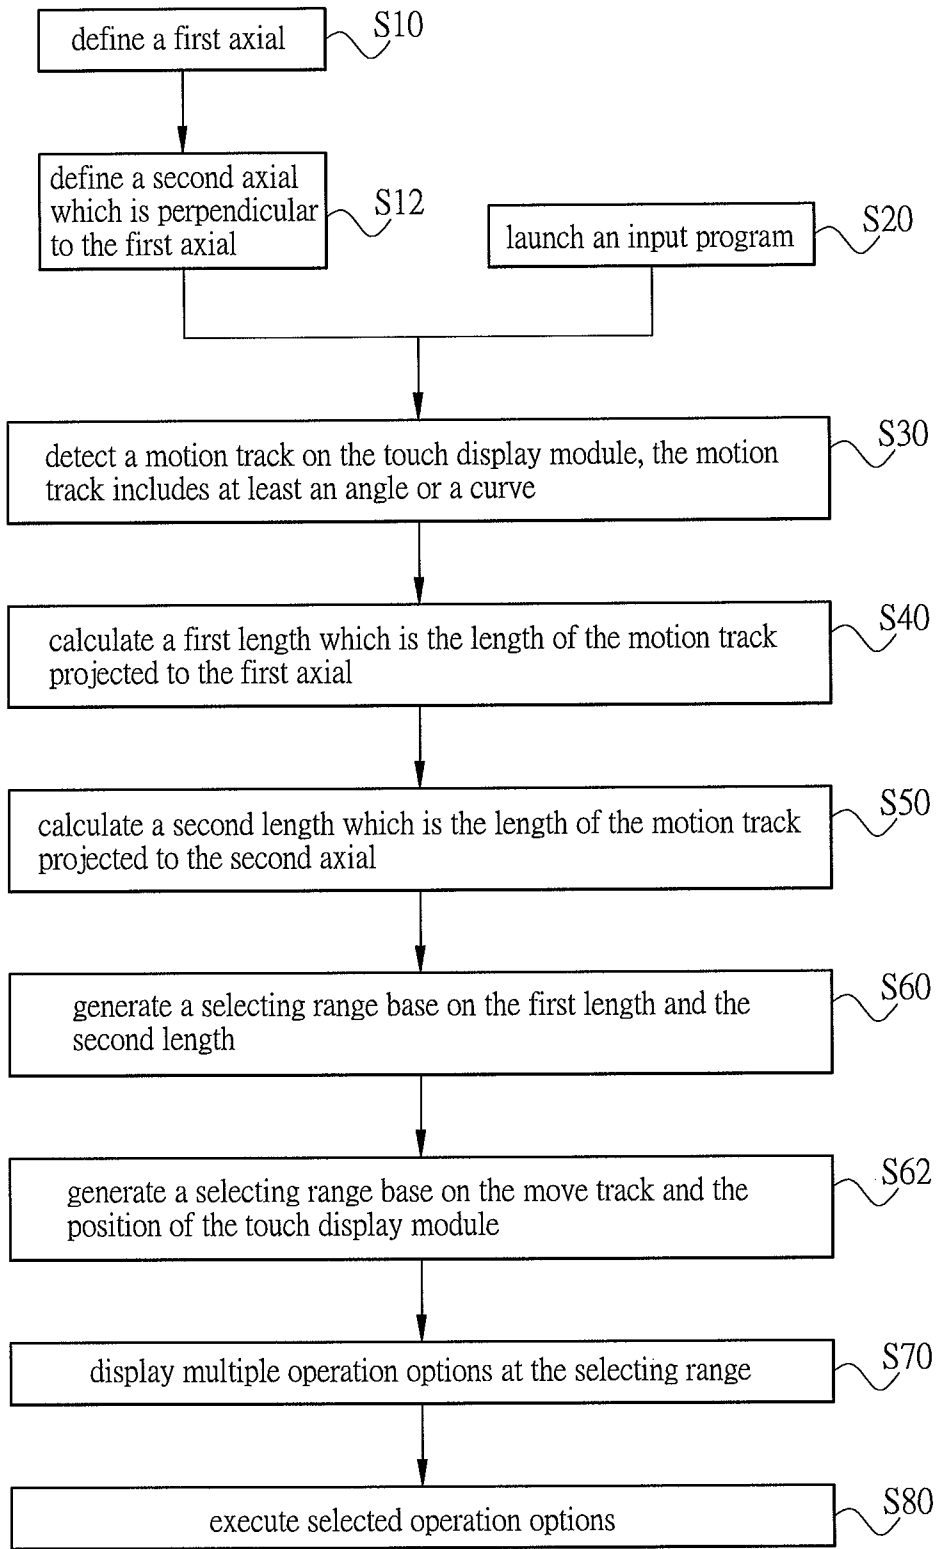 define a first axial
S10
define a second axial
which is perpendicular
to the first axial
S12
launch an input program
S20
detect a motion track on the touch display module, the motion
track includes at least an angle or a curve
S30
calculate a first length which is the length of the motion track
projected to the first axial
S40
calculate a second length which is the length of the motion track
projected to the second axial
S50
generate a selecting range base on the first length and the
second length
S60
generate a selecting range base on the move track and the
position of the touch display module
S62
display multiple operation options at the selecting range
S70
execute selected operation options
S80